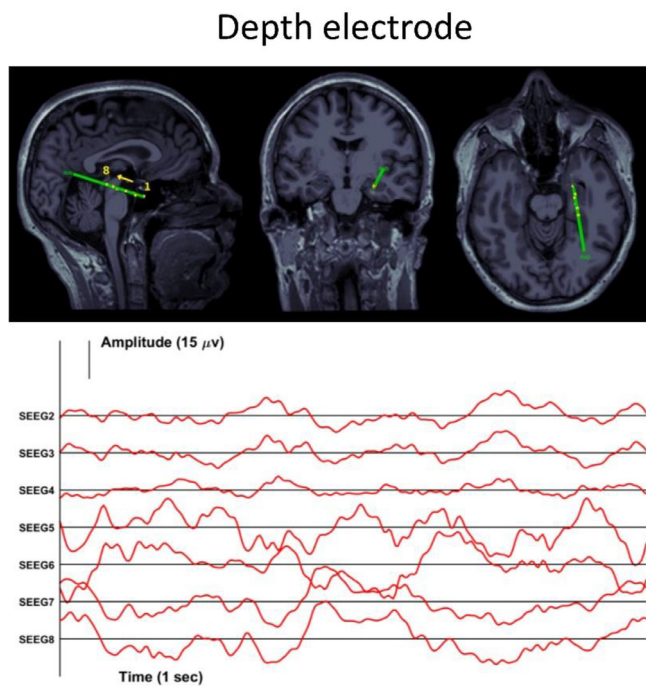 Depth electrode
8
1
Amplitude (15 μv)
SEEG2
SEEG3
SEEG4
SEEG5
SEEG6
SEEG7
SEEG8
Time (1 sec)